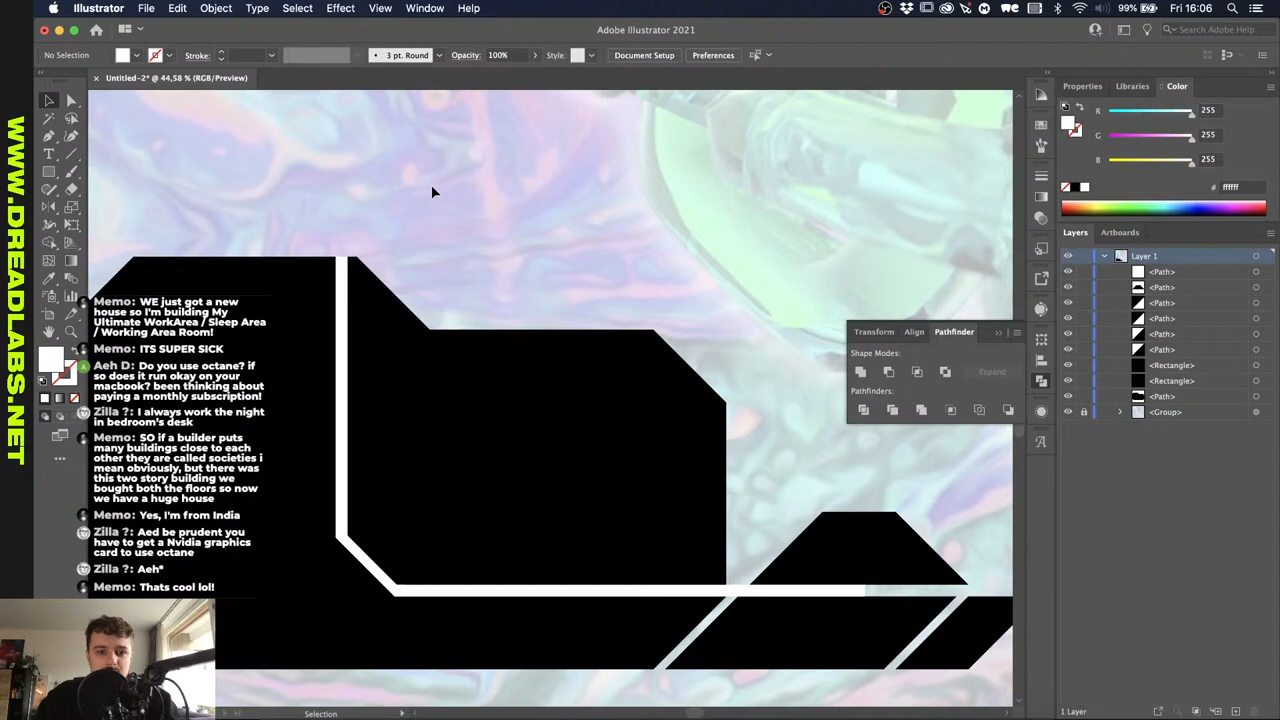 Illustrator File Edit Object Type Select Effect View Window Help
99% Fri 16:06
Adobe Illustrator 2021
Search Adobe Help
No Selection Stroke: 3 pt. Round Opacity: 100% Style: Document Setup Preferences
Untitled-2* @ 44,58 % (RGB/Preview)
Properties Libraries Color
R 255
G 255
B 255
# ffffff
Layers Artboards
Layer 1
<Path>
<Path>
<Path>
<Path>
<Path>
<Path>
<Rectangle>
<Rectangle>
<Path>
<Group>
Transform Align Pathfinder
Shape Modes:
Expand
Pathfinders:
WWW.DREADLABS.NET
Memo: WE just got a new
house so I'm building My
Ultimate WorkArea / Sleep Area
/ Working Area Room!
Memo: ITS SUPER SICK
Aeh D: Do you use octane? if
so does it run okay on your
macbook? been thinking about
paying a monthly subscription!
Zilla ?: I always work the night
in bedroom's desk
Memo: SO if a builder puts
many buildings close to each
other they are called societies i
mean obviously, but there was
this two story building we
bought both the floors so now
we have a huge house
Memo: Yes, I'm from India
Zilla ?: Aed be prudent you
have to get a Nvidia graphics
card to use octane
Zilla ?: Aeh*
Memo: Thats cool lol!
Selection
1 Layer